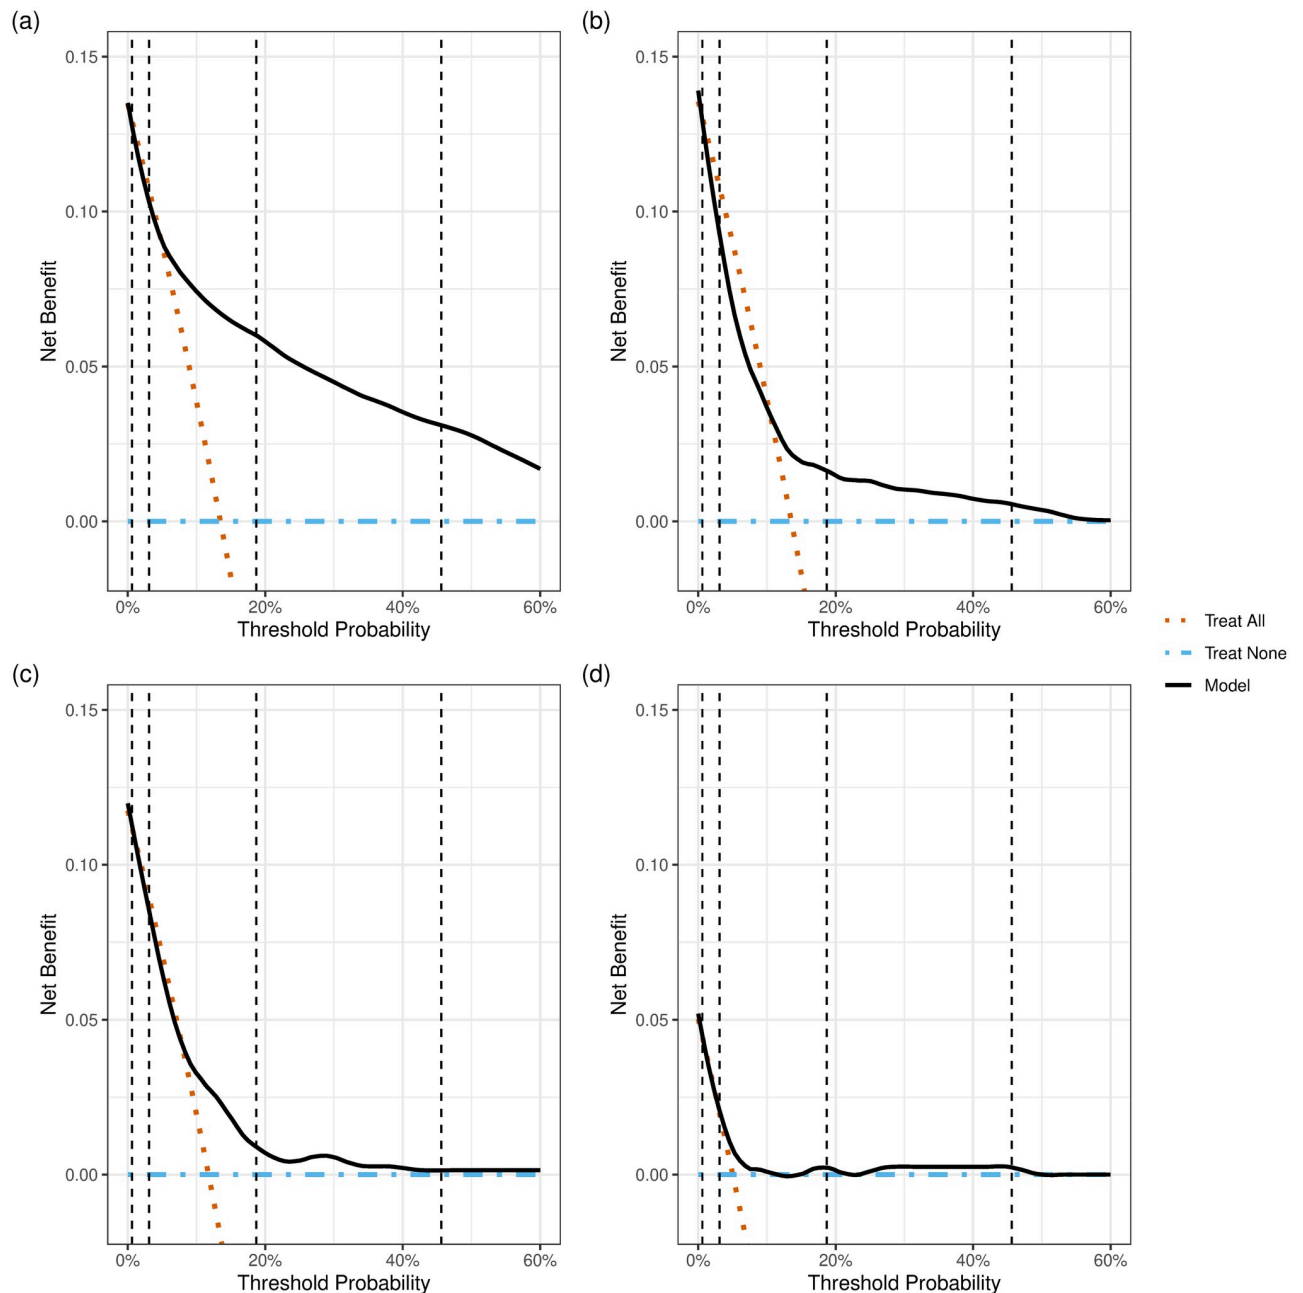 (a)
0.15
0.10
0.05
0.00
Net Benefit
0% 20% 40% 60%
Threshold Probability
(b)
0.15
0.10
0.05
0.00
Net Benefit
0% 20% 40% 60%
Threshold Probability
Treat All
Treat None
Model
(c)
0.15
0.10
0.05
0.00
Net Benefit
0% 20% 40% 60%
Threshold Probability
(d)
0.15
0.10
0.05
0.00
Net Benefit
0% 20% 40% 60%
Threshold Probability